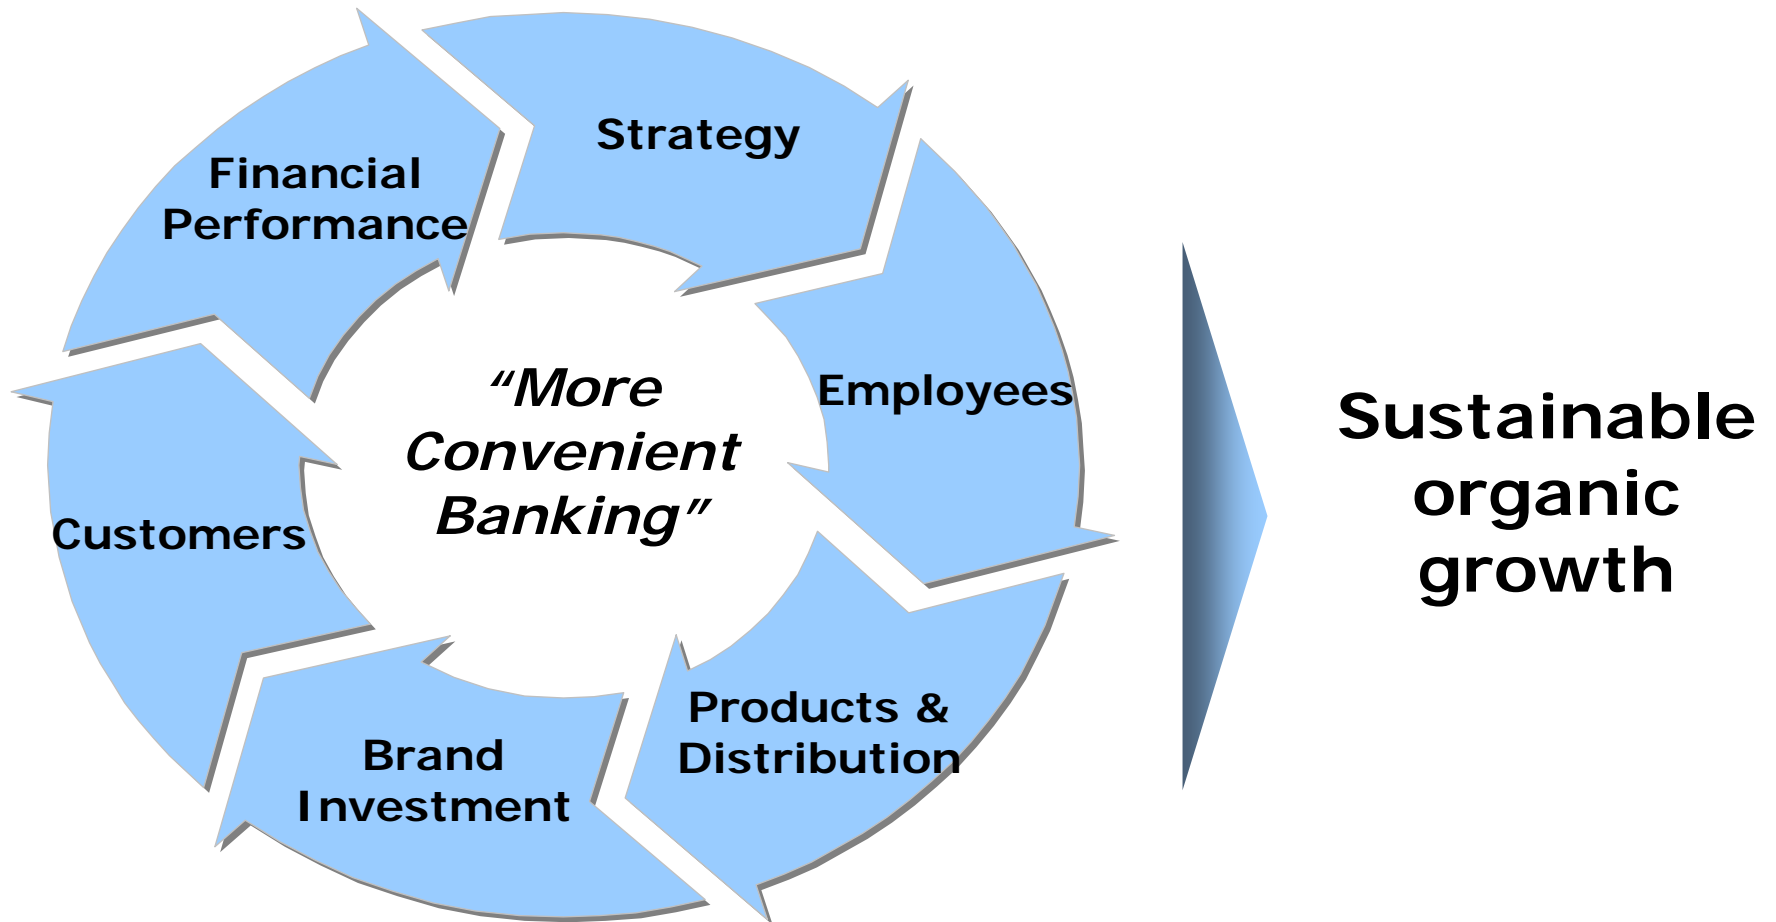 Strategy
Financial
Performance
Employees
“More
Convenient
Banking”
Sustainable
organic
growth
Customers
Products &
Distribution
Brand
Investment